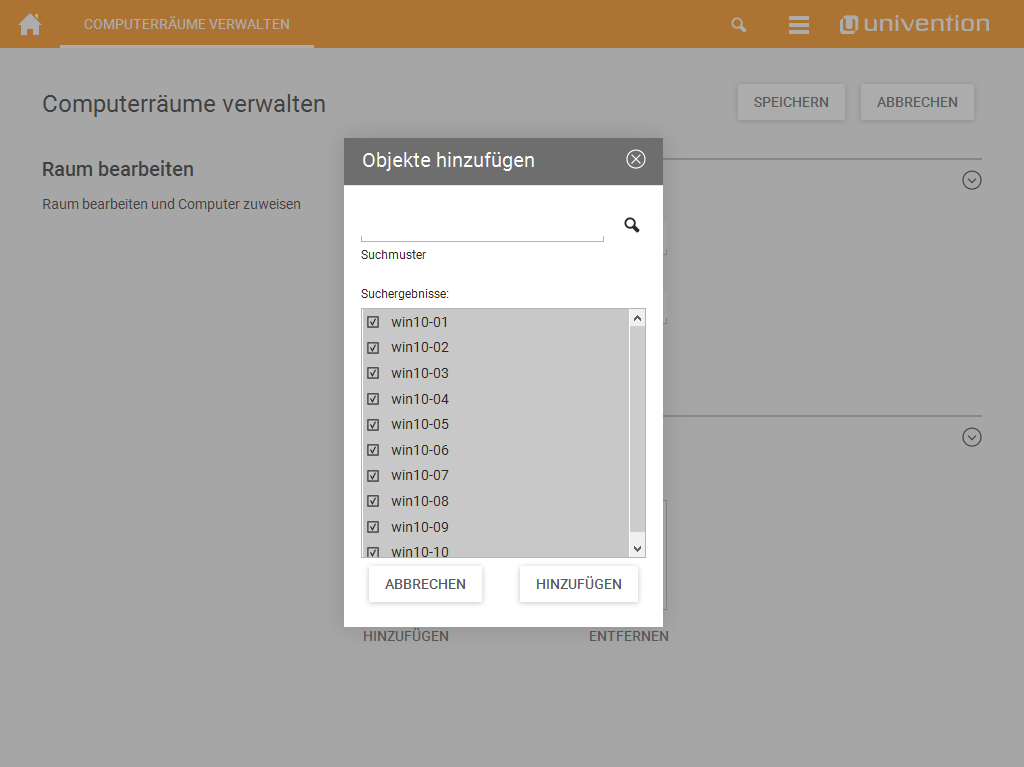 COMPUTERRÄUME VERWALTEN
univention
Computerräume verwalten
SPEICHERN
ABBRECHEN
Raum bearbeiten
Raum bearbeiten und Computer zuweisen
Objekte hinzufügen
Suchmuster
Suchergebnisse:
win10-01
win10-02
win10-03
win10-04
win10-05
win10-06
win10-07
win10-08
win10-09
win10-10
ABBRECHEN
HINZUFÜGEN
HINZUFÜGEN
ENTFERNEN